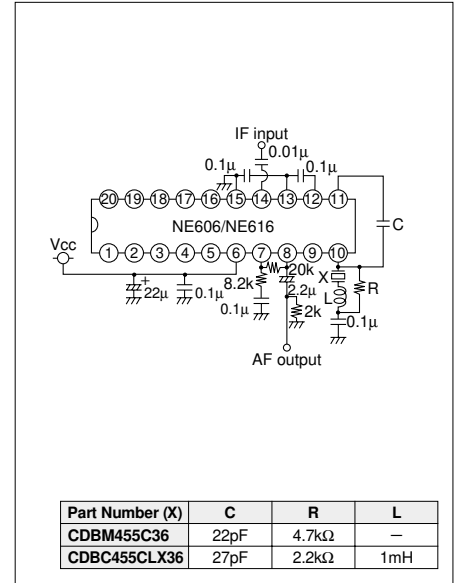 IF input
0.01μ
0.1μ
0.1μ
20 19 18 17 16 15 14 13 12 11
NE606/NE616
C
1 2 3 4 5 6 7 8 9 10
Vcc
+
22μ
0.1μ
8.2k
20k
2.2μ
0.1μ
2k
X
L
R
0.1μ
AF output
Part Number (X) C R L
CDBM455C36 22pF 4.7kΩ –
CDBC455CLX36 27pF 2.2kΩ 1mH